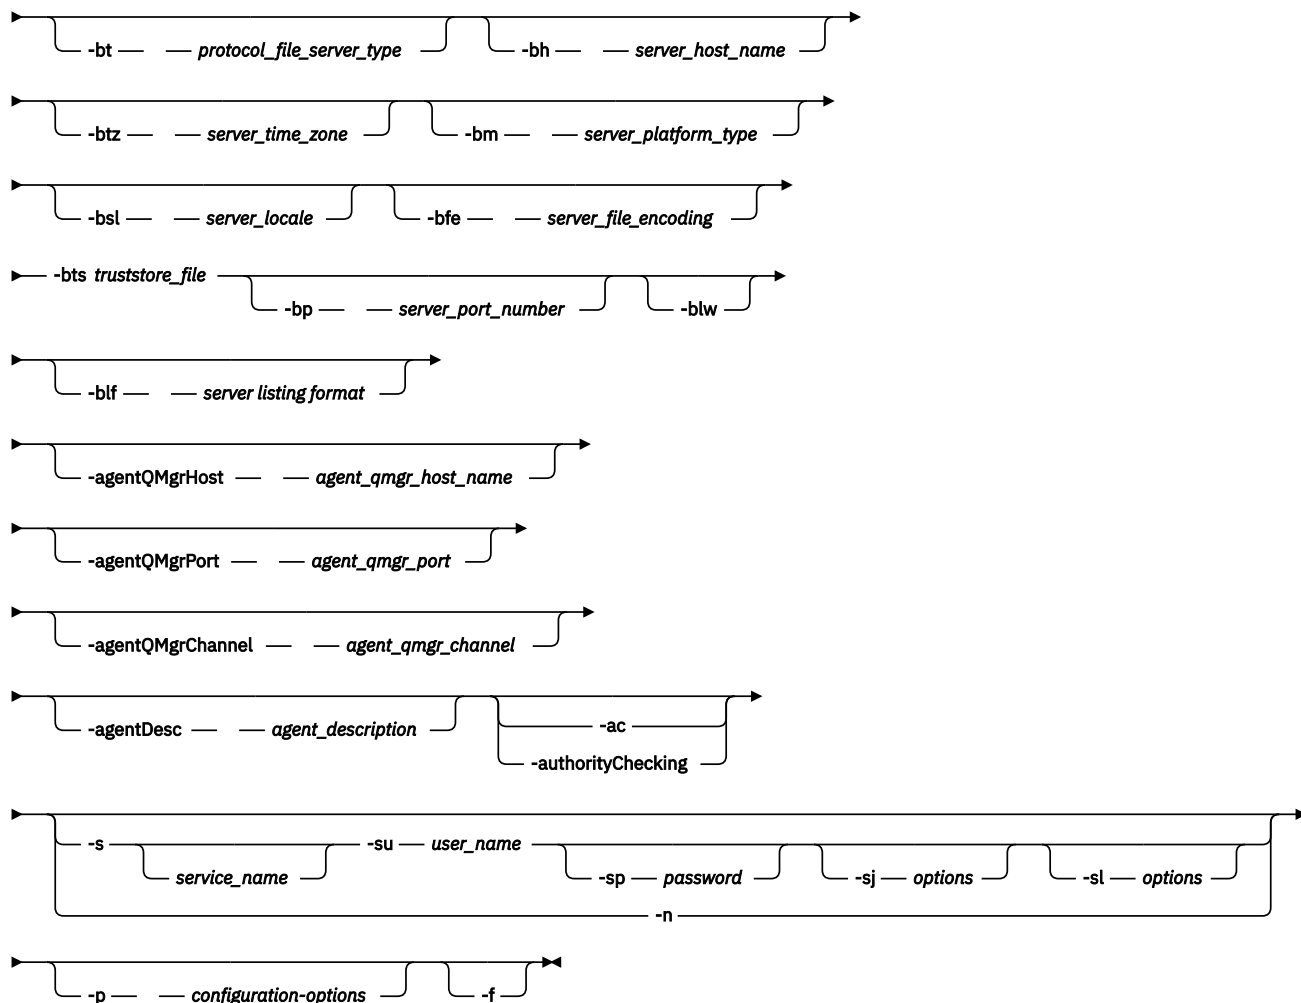 -bt protocol_file_server_type -bh server_host_name
-btz server_time_zone -bm server_platform_type
-bsl server_locale -bfe server_file_encoding
-bts truststore_file
-bp server_port_number -blw
-blf server listing format
-agentQMgrHost agent_qmgr_host_name
-agentQMgrPort agent_qmgr_port
-agentQMgrChannel agent_qmgr_channel
-ac
-agentDesc agent_description
-authorityChecking
-s -su user_name
service_name -sp password -sj options -sl options
-n
-p configuration-options -f